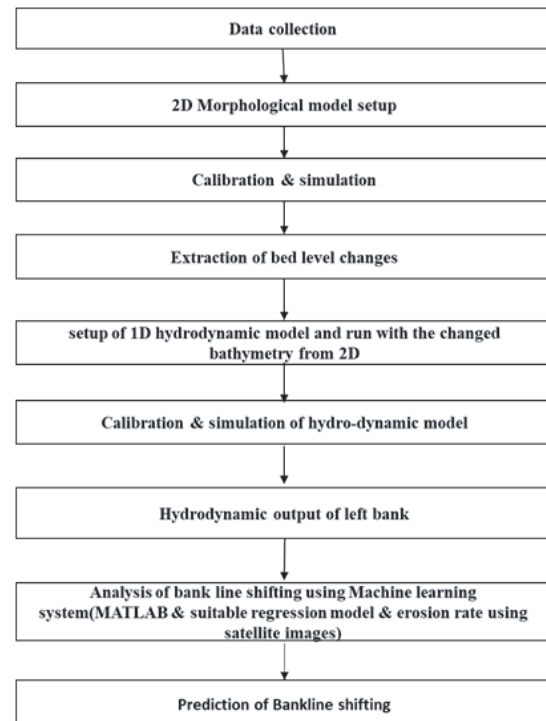 Data collection
2D Morphological model setup
Calibration & simulation
Extraction of bed level changes
setup of 1D hydrodynamic model and run with the changed
bathymetry from 2D
Calibration & simulation of hydro-dynamic model
Hydrodynamic output of left bank
Analysis of bank line shifting using Machine learning
system(MATLAB & suitable regression model & erosion rate using
satellite images)
Prediction of Bankline shifting